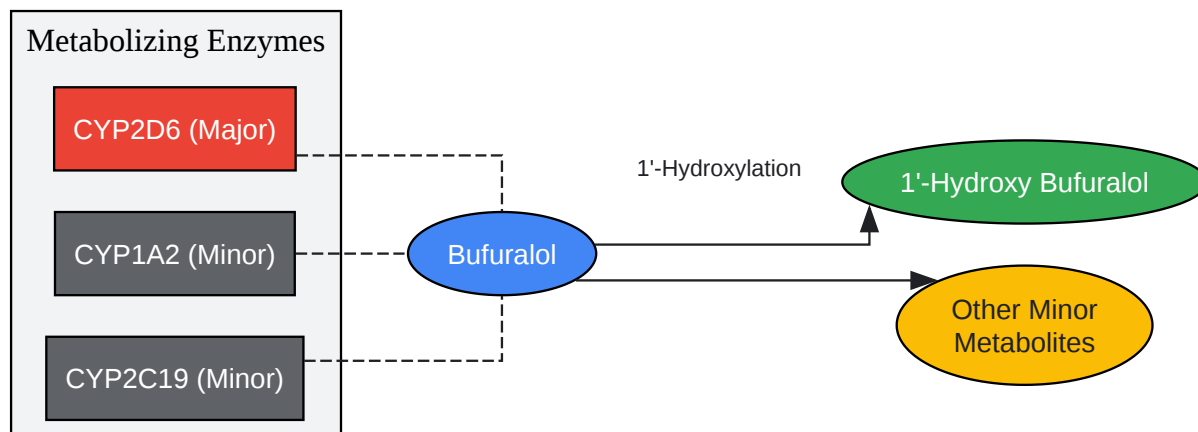 Metabolizing Enzymes
CYP2D6 (Major)
CYP1A2 (Minor)
CYP2C19 (Minor)
Bufuralol
1'-Hydroxylation
1'-Hydroxy Bufuralol
Other Minor
Metabolites